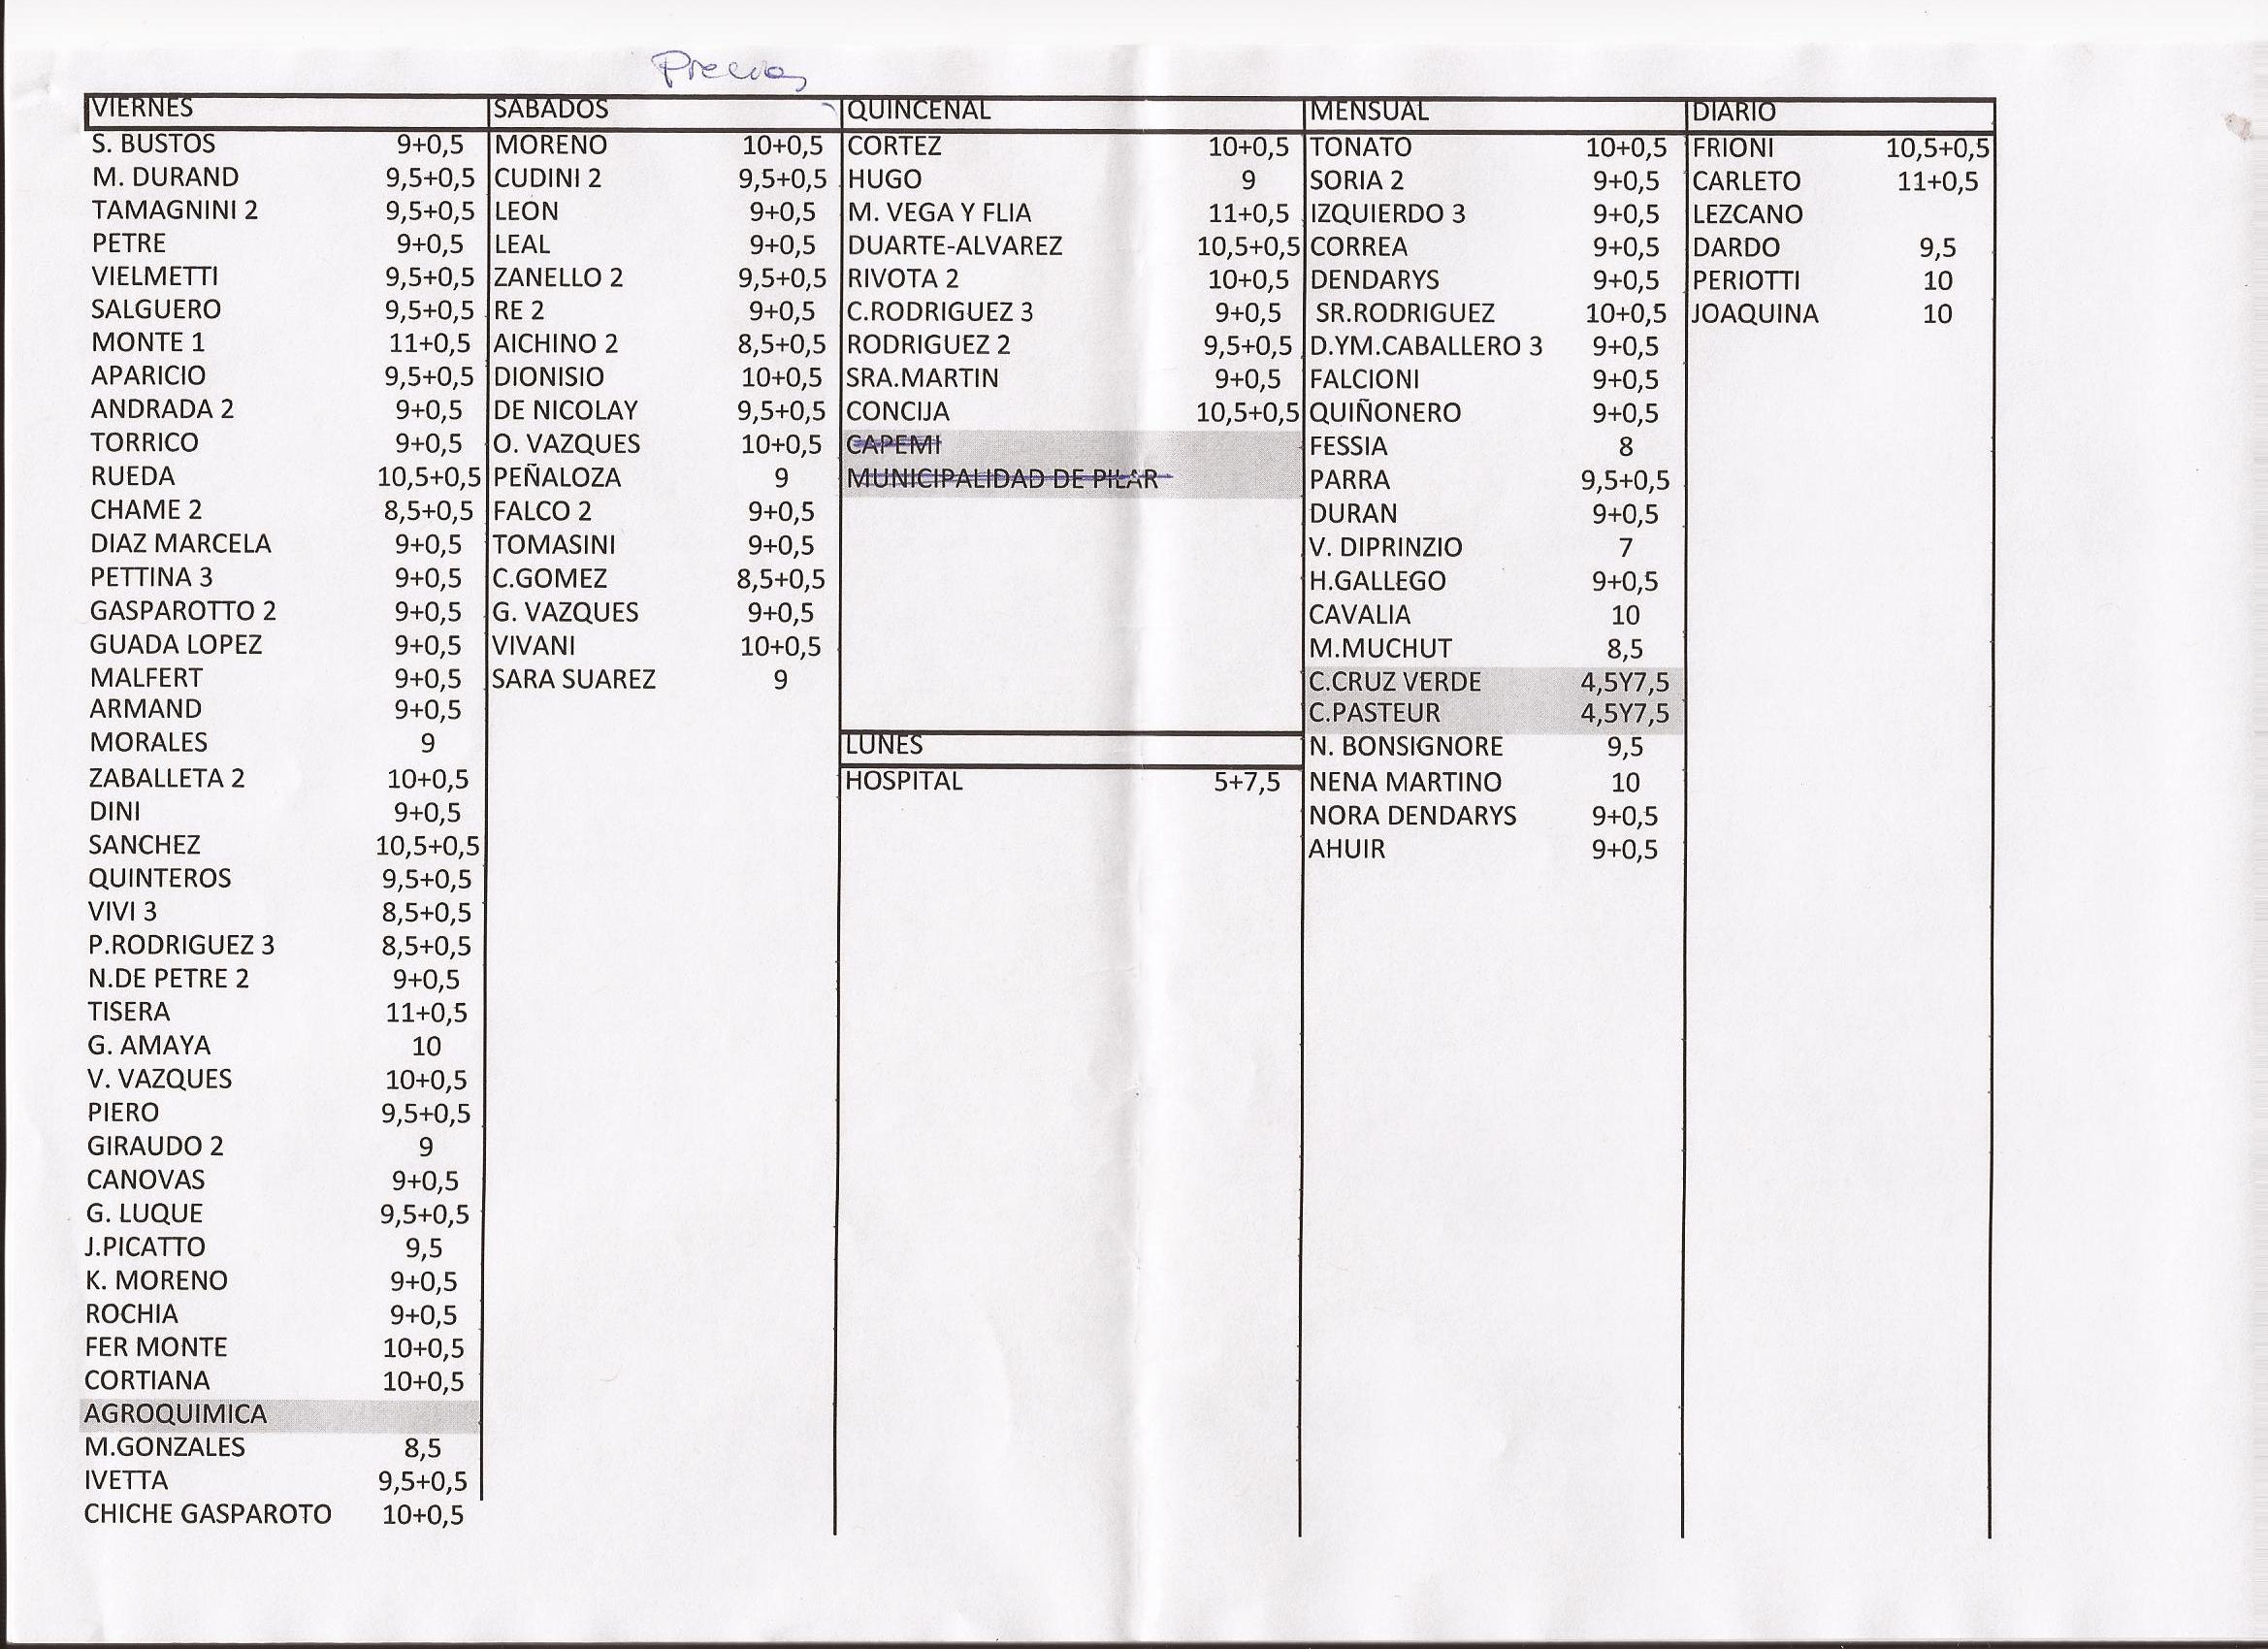 Precios
VIERNES
S. BUSTOS 9+0,5
M. DURAND 9,5+0,5
TAMAGNINI 2 9,5+0,5
PETRE 9+0,5
VIELMETTI 9,5+0,5
SALGUERO 9,5+0,5
MONTE 1 11+0,5
APARICIO 9,5+0,5
ANDRADA 2 9+0,5
TORRICO 9+0,5
RUEDA 10,5+0,5
CHAME 2 8,5+0,5
DIAZ MARCELA 9+0,5
PETTINA 3 9+0,5
GASPAROTTO 2 9+0,5
GUADA LOPEZ 9+0,5
MALFERT 9+0,5
ARMAND 9+0,5
MORALES 9
ZABALLETA 2 10+0,5
DINI 9+0,5
SANCHEZ 10,5+0,5
QUINTEROS 9,5+0,5
VIVI 3 8,5+0,5
P.RODRIGUEZ 3 8,5+0,5
N.DE PETRE 2 9+0,5
TISERA 11+0,5
G. AMAYA 10
V. VAZQUES 10+0,5
PIERO 9,5+0,5
GIRAUDO 2 9
CANOVAS 9+0,5
G. LUQUE 9,5+0,5
J.PICATTO 9,5
K. MORENO 9+0,5
ROCHIA 9+0,5
FER MONTE 10+0,5
CORTIANA 10+0,5
AGROQUIMICA
M.GONZALES 8,5
IVETTA 9,5+0,5
CHICHE GASPAROTO 10+0,5
SABADOS
MORENO 10+0,5
CUDINI 2 9,5+0,5
LEON 9+0,5
LEAL 9+0,5
ZANELLO 2 9,5+0,5
RE 2 9+0,5
AICHINO 2 8,5+0,5
DIONISIO 10+0,5
DE NICOLAY 9,5+0,5
O. VAZQUES 10+0,5
PEÑALOZA 9
FALCO 2 9+0,5
TOMASINI 9+0,5
C.GOMEZ 8,5+0,5
G. VAZQUES 9+0,5
VIVANI 10+0,5
SARA SUAREZ 9
QUINCENAL
CORTEZ 10+0,5
HUGO 9
M. VEGA Y FLIA 11+0,5
DUARTE-ALVAREZ 10,5+0,5
RIVOTA 2 10+0,5
C.RODRIGUEZ 3 9+0,5
RODRIGUEZ 2 9,5+0,5
SRA.MARTIN 9+0,5
CONCIJA 10,5+0,5
CAPEMI
MUNICIPALIDAD DE PILAR
LUNES
HOSPITAL 5+7,5
MENSUAL
TONATO 10+0,5
SORIA 2 9+0,5
IZQUIERDO 3 9+0,5
CORREA 9+0,5
DENDARYS 9+0,5
SR.RODRIGUEZ 10+0,5
D.YM.CABALLERO 3 9+0,5
FALCIONI 9+0,5
QUIÑONERO 9+0,5
FESSIA 8
PARRA 9,5+0,5
DURAN 9+0,5
V. DIPRINZIO 7
H.GALLEGO 9+0,5
CAVALIA 10
M.MUCHUT 8,5
C.CRUZ VERDE 4,5Y7,5
C.PASTEUR 4,5Y7,5
N. BONSIGNORE 9,5
NENA MARTINO 10
NORA DENDARYS 9+0,5
AHUIR 9+0,5
DIARIO
FRIONI 10,5+0,5
CARLETO 11+0,5
LEZCANO
DARDO 9,5
PERIOTTI 10
JOAQUINA 10